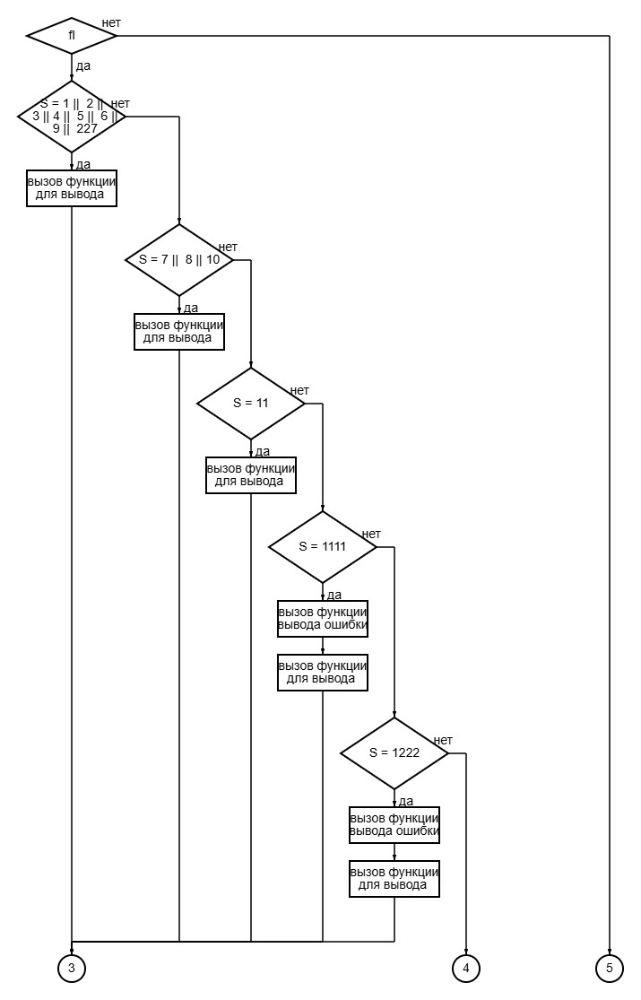 нет
fl
да
S = 1 ||  2 ||
нет
3 || 4 ||  5 ||  6 ||
9 ||  227
да
вызов функции
для вывода
нет
S = 7 ||  8 || 10
да
вызов функции
для вывода
нет
S = 11
да
вызов функции
для вывода
нет
S = 1111
да
вызов функции
вывода ошибки
вызов функции
для вывода
нет
S = 1222
да
вызов функции
вывода ошибки
вызов функции
для вывода
3
4
5